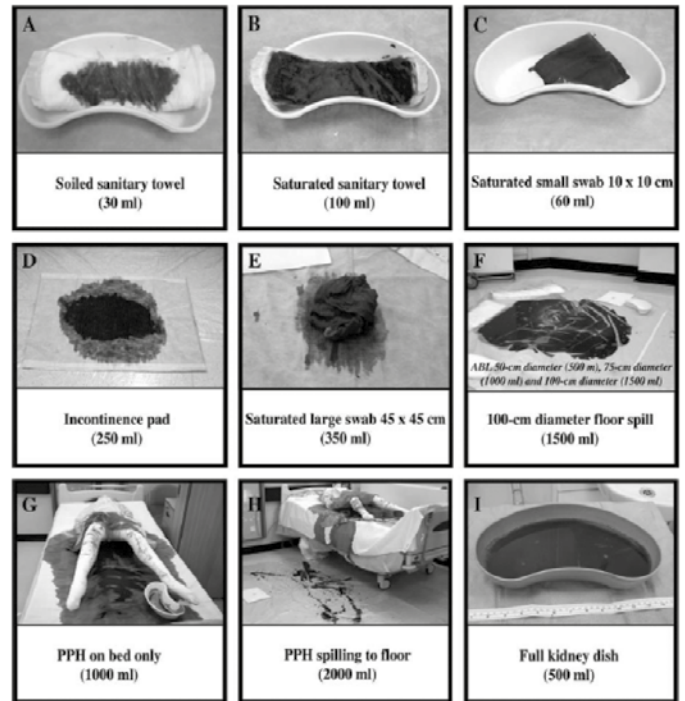 A
Soiled sanitary towel
(30 ml)
B
Saturated sanitary towel
(100 ml)
C
Saturated small swab 10 x 10 cm
(60 ml)
D
Incontinence pad
(250 ml)
E
Saturated large swab 45 x 45 cm
(350 ml)
F
ABL 50-cm diameter (500 m), 75-cm diameter
(1000 ml) and 100-cm diameter (1500 ml)
100-cm diameter floor spill
(1500 ml)
G
PPH on bed only
(1000 ml)
H
PPH spilling to floor
(2000 ml)
I
Full kidney dish
(500 ml)